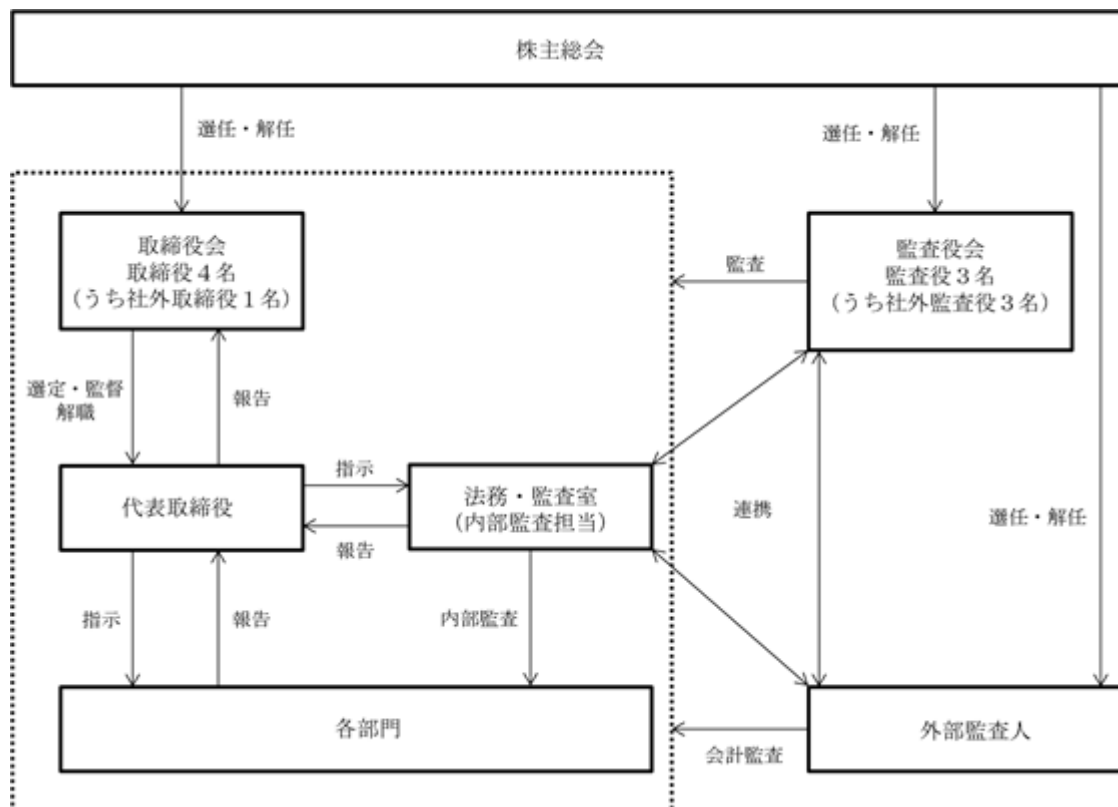 株主総会
選任・解任
選任・解任
取締役会
取締役４名
（うち社外取締役１名）
監査
監査役会
監査役３名
（うち社外監査役３名）
選定・監督
解職
報告
代表取締役
指示
報告
法務・監査室
（内部監査担当）
連携
選任・解任
指示
報告
内部監査
各部門
会計監査
外部監査人